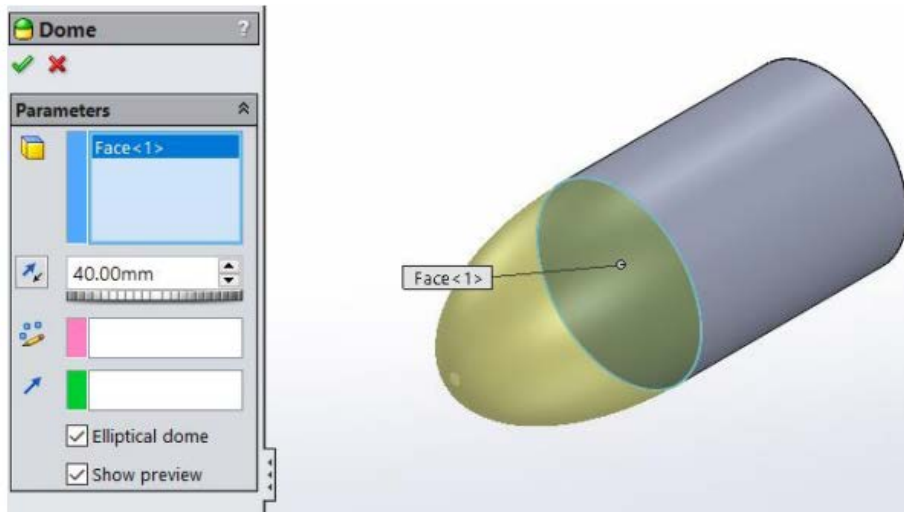 Dome ?
Parameters
Face<1>
40.00mm
Elliptical dome
Show preview
Face<1>